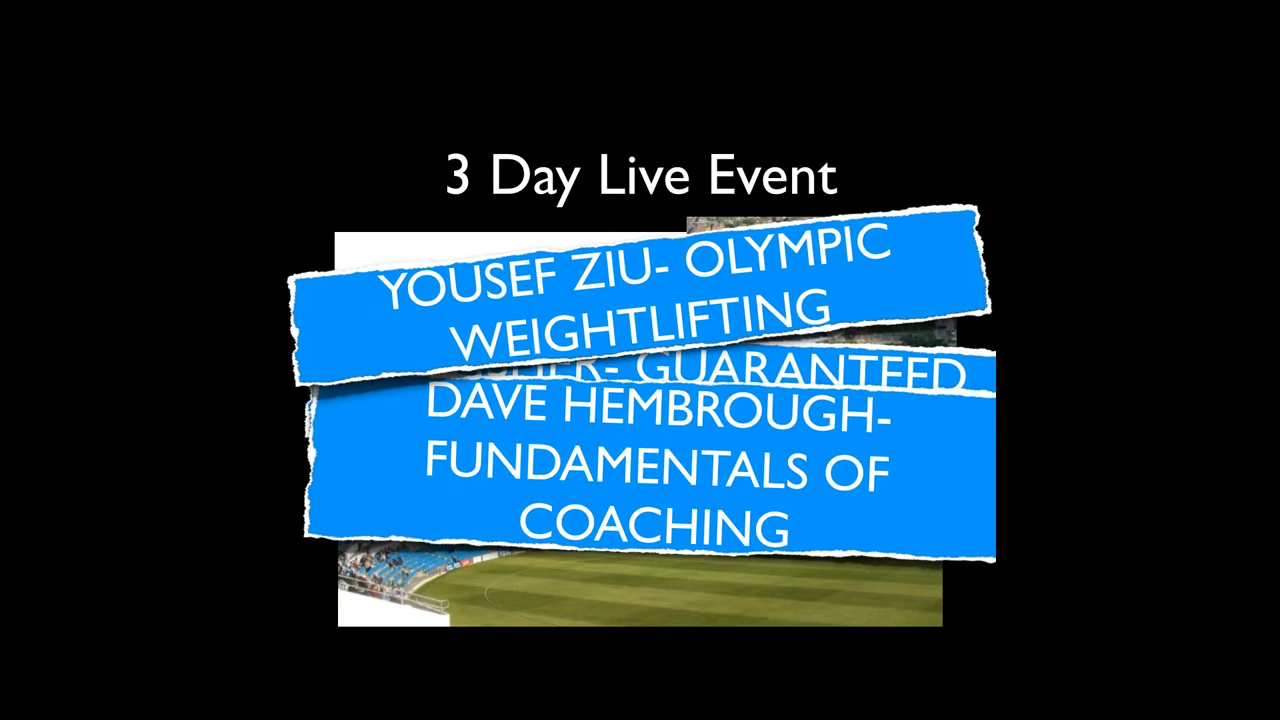 3 Day Live Event
YOUSEF ZIU- OLYMPIC
WEIGHTLIFTING
GUARANTEED
DAVE HEMBROUGH-
FUNDAMENTALS OF
COACHING